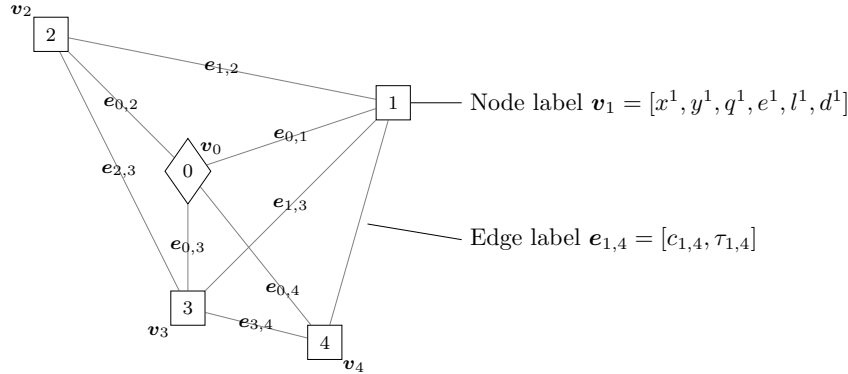 v₂
2
e₁,₂
1
Node label v₁ = [x¹, y¹, q¹, e¹, l¹, d¹]
e₀,₂
e₀,₁
v₀
0
e₂,₃
e₁,₃
e₀,₃
Edge label e₁,₄ = [c₁,₄, τ₁,₄]
e₀,₄
3
v₃
e₃,₄
4
v₄